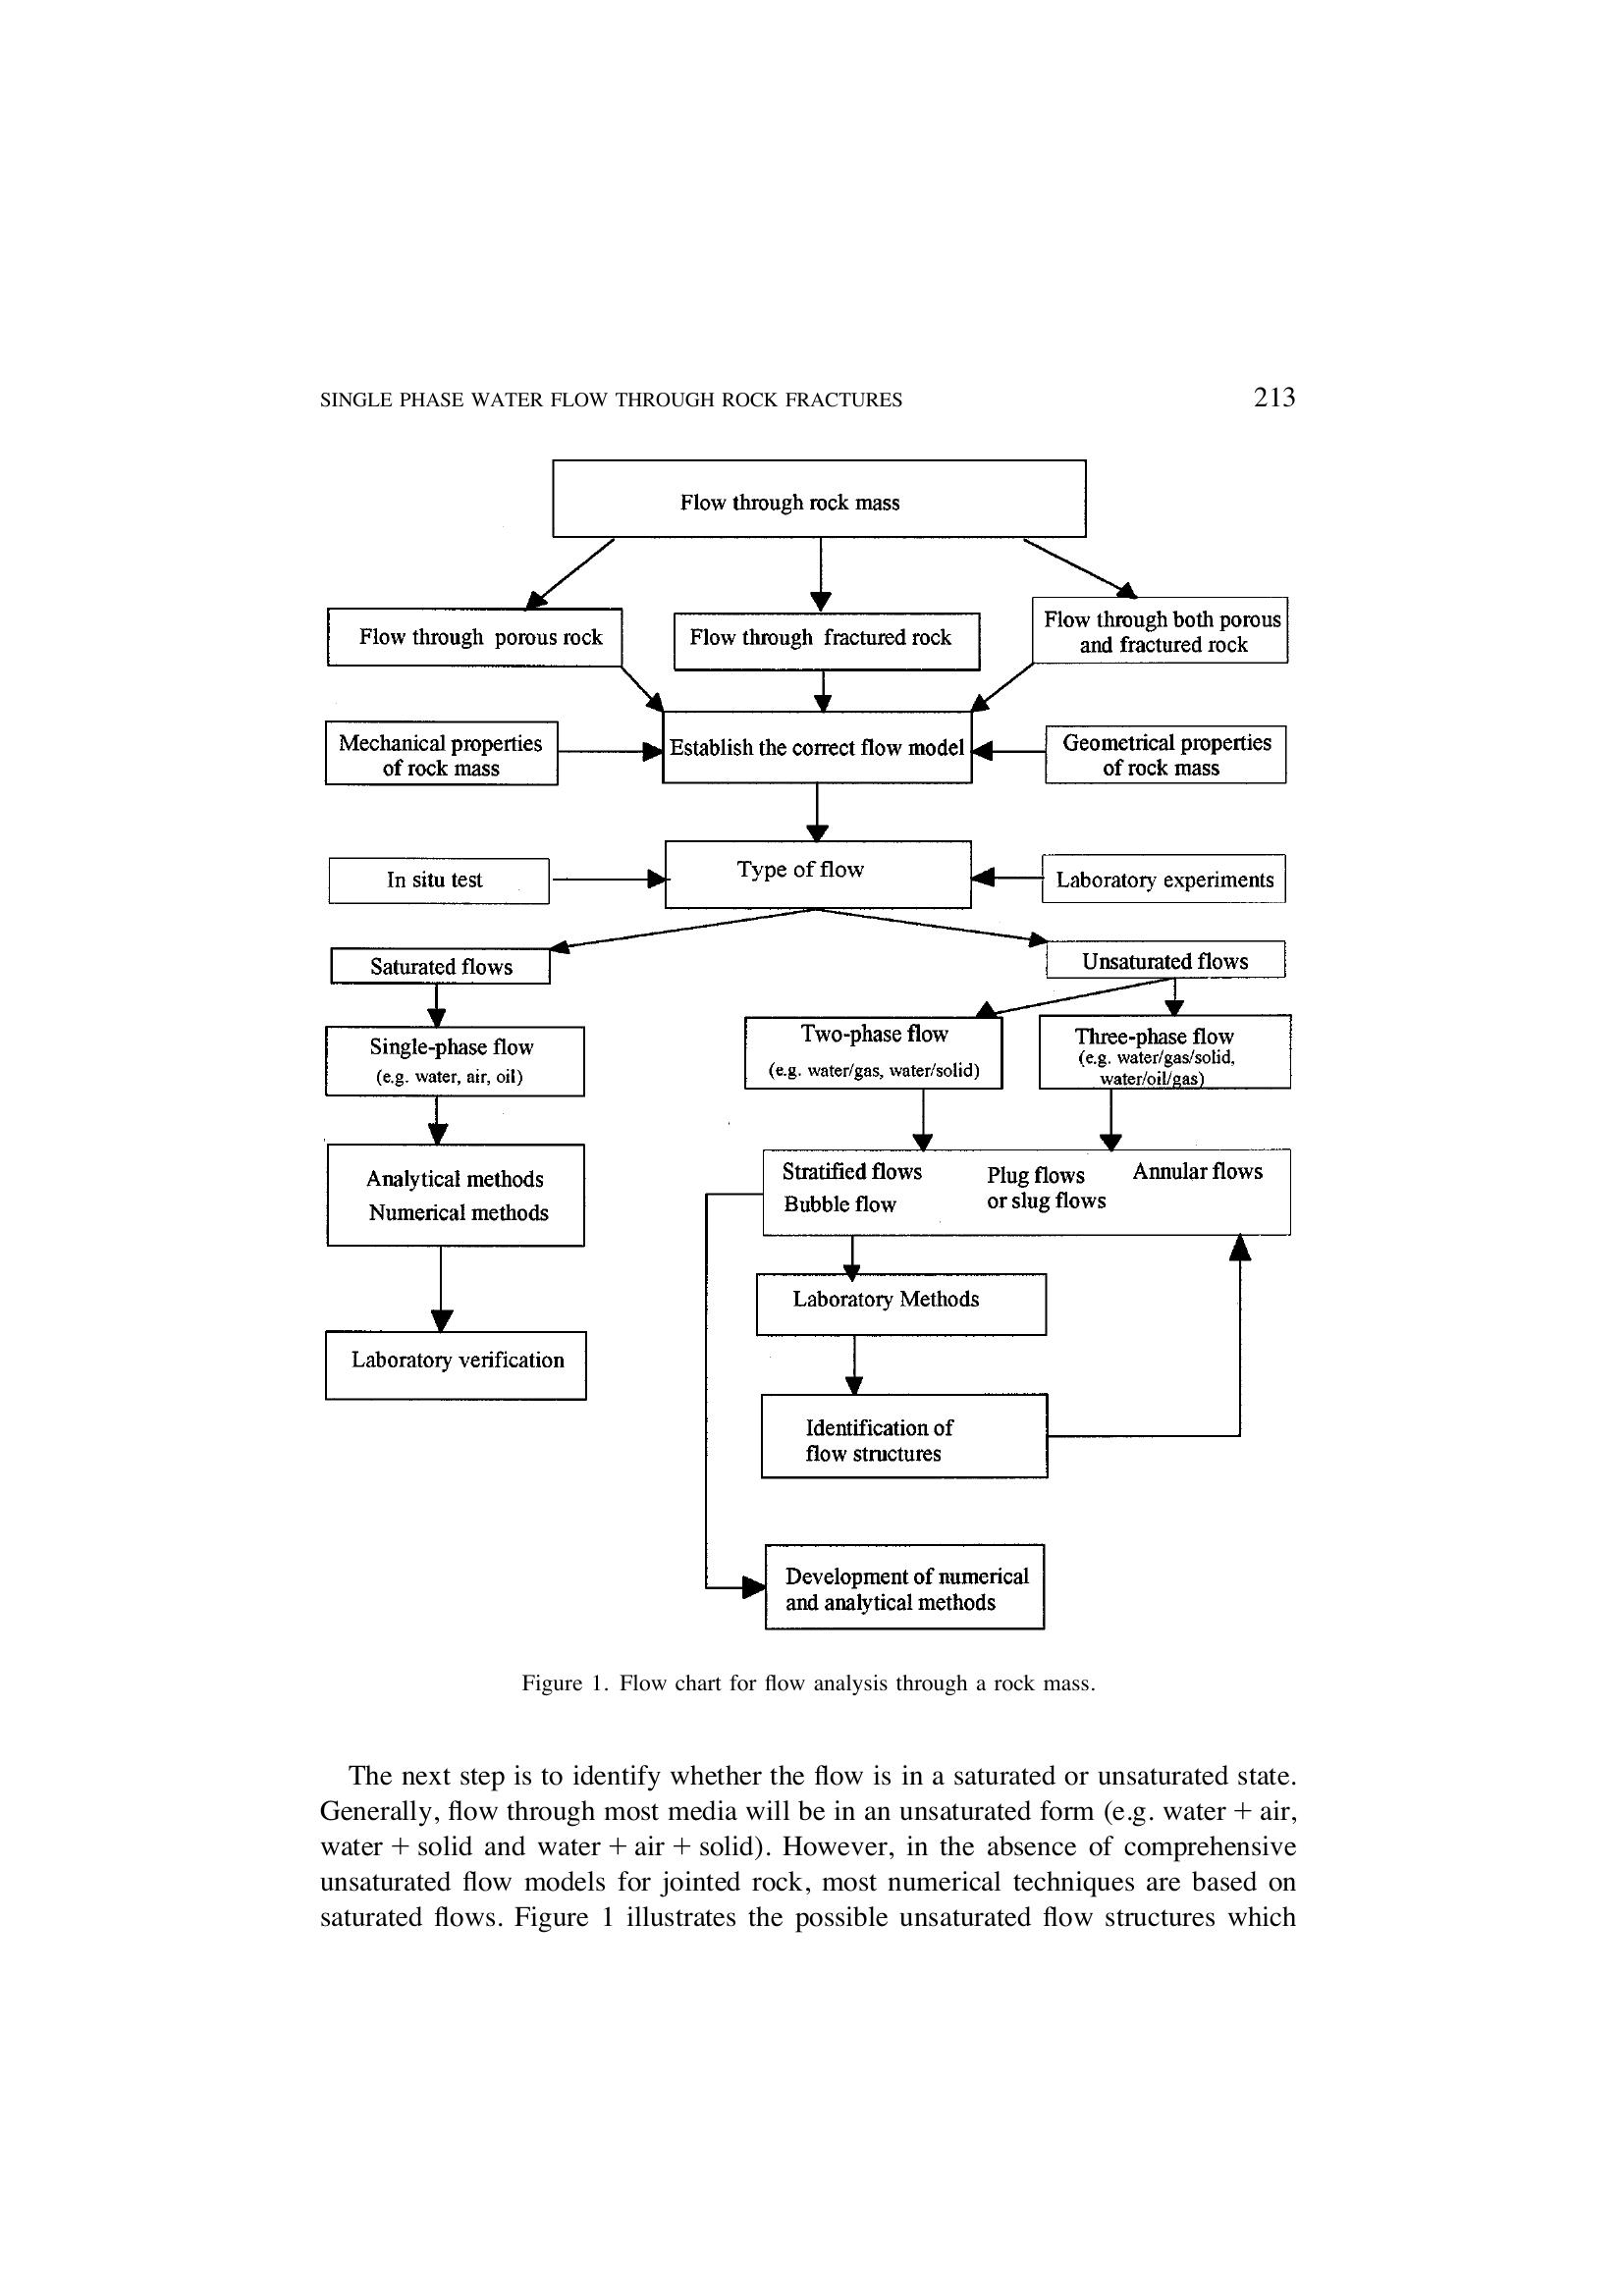 SINGLE PHASE WATER FLOW THROUGH ROCK FRACTURES 213
Flow through rock mass
Flow through porous rock
Flow through fractured rock
Flow through both porous
and fractured rock
Mechanical properties
of rock mass
Establish the correct flow model
Geometrical properties
of rock mass
In situ test
Type of flow
Laboratory experiments
Saturated flows
Unsaturated flows
Single-phase flow
(e.g. water, air, oil)
Two-phase flow
(e.g. water/gas, water/solid)
Three-phase flow
(e.g. water/gas/solid,
water/oil/gas)
Analytical methods
Numerical methods
Stratified flows
Bubble flow
Plug flows
or slug flows
Annular flows
Laboratory Methods
Laboratory verification
Identification of
flow structures
Development of numerical
and analytical methods
Figure 1. Flow chart for flow analysis through a rock mass.
The next step is to identify whether the flow is in a saturated or unsaturated state.
Generally, flow through most media will be in an unsaturated form (e.g. water + air,
water + solid and water + air + solid). However, in the absence of comprehensive
unsaturated flow models for jointed rock, most numerical techniques are based on
saturated flows. Figure 1 illustrates the possible unsaturated flow structures which